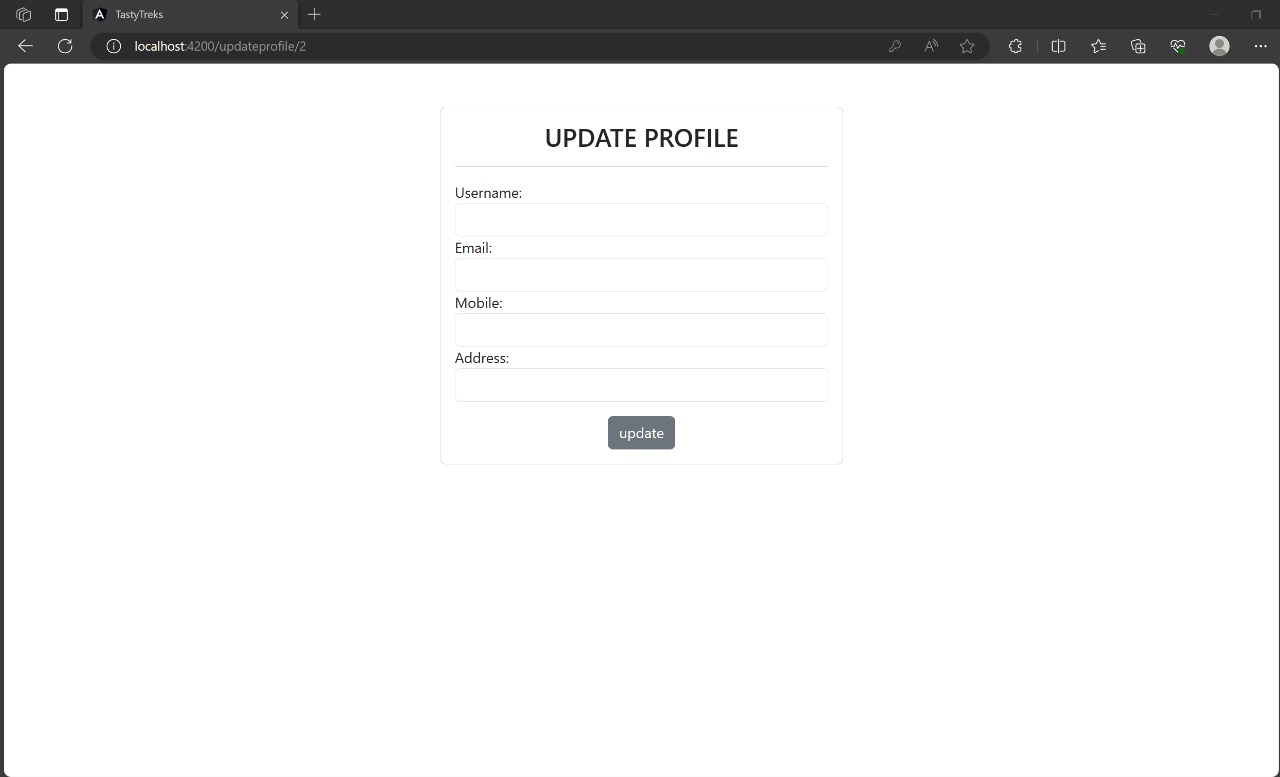 TastyTreks
localhost:4200/updateprofile/2
UPDATE PROFILE
Username:
Email:
Mobile:
Address:
update